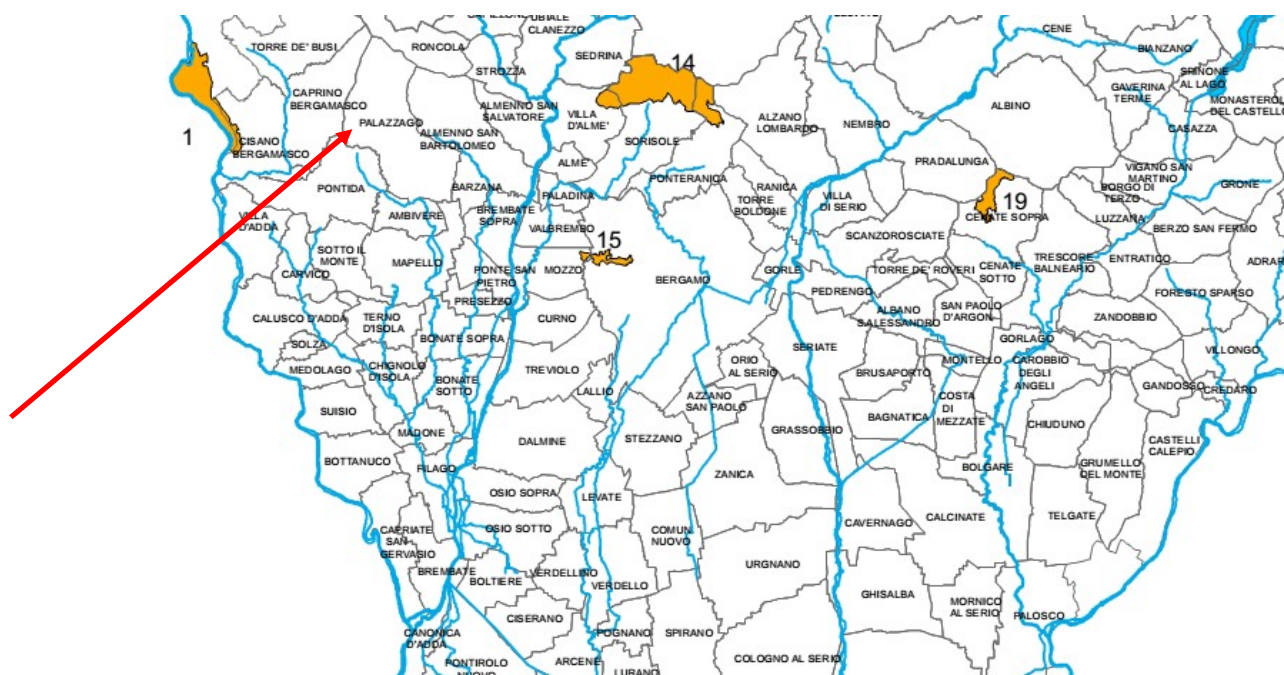 UBIALE
CLANEZZO
CENE
TORRE DE' BUSI
RONCOLA
SEDRINA
BIANZANO
14
STROZZA
SPINONE
AL LAGO
GAVERINA
TERME
CAPRINO
BERGAMASCO
ALMENNO SAN
SALVATORE
ALBINO
MONASTEROL
DEL CASTELLO
VILLA
D'ALME'
ALZANO
LOMBARDO
PALAZZAGO
NEMBRO
CASAZZA
1
CISANO
BERGAMASCO
ALMENNO SAN
BARTOLOMEO
SORISOLE
ALME
PRADALUNGA
VIGANO SAN
MARTINO
PONTIDA
BARZANA
PALADINA
PONTERANICA
RANICA
TORRE
BOLDONE
VILLA
DI SERIO
BORGO DI
TERZO
GRONE
19
VILLA
D'ADDA
AMBIVERE
BREMBATE
SOPRA
VALBREMBO
CENATE SOPRA
LUZZANA
BERZO SAN FERMO
15
SCANZOROSCIATE
SOTTO IL
MONTE
MAPELLO
CARVICO
PONTE SAN
PIETRO
MOZZO
BERGAMO
GORLE
TORRE DE' ROVERI
CENATE
SOTTO
TRESCORE
BALNEARIO
ENTRATICO
ADRAR
PEDRENGO
FORESTO SPARSO
PRESEZZO
CALUSCO D'ADDA
TERNO
D'ISOLA
CURNO
ALBANO
S.ALESSANDRO
SAN PAOLO
D'ARGON
ZANDOBBIO
SOLZA
BONATE SOPRA
SERIATE
GORLAGO
VILLONGO
MEDOLAGO
CHIGNOLO
D'ISOLA
TREVIOLO
ORIO
AL SERIO
BRUSAPORTO
MONTELLO
CAROBBIO
DEGLI
ANGELI
BONATE
SOTTO
LALLIO
GANDOSSO
CREDARO
SUISIO
AZZANO
SAN PAOLO
BAGNATICA
COSTA
DI
MEZZATE
MADONE
DALMINE
STEZZANO
GRASSOBBIO
CHIUDUNO
CASTELLI
CALEPIO
BOTTANUCO
FILAGO
ZANICA
BOLGARE
GRUMELLO
DEL MONTE
OSIO SOPRA
LEVATE
CAPRIATE
SAN
GERVASIO
OSIO SOTTO
COMUN
NUOVO
CAVERNAGO
CALCINATE
TELGATE
BREMBATE
BOLTIERE
VERDELLINO
VERDELLO
URGNANO
GHISALBA
MORNICO
AL SERIO
PALOSCO
CISERANO
CANONICA
D'ADDA
POGNANO
SPIRANO
PONTIROLO
NUOVO
ARCENE
LURANO
COLOGNO AL SERIO